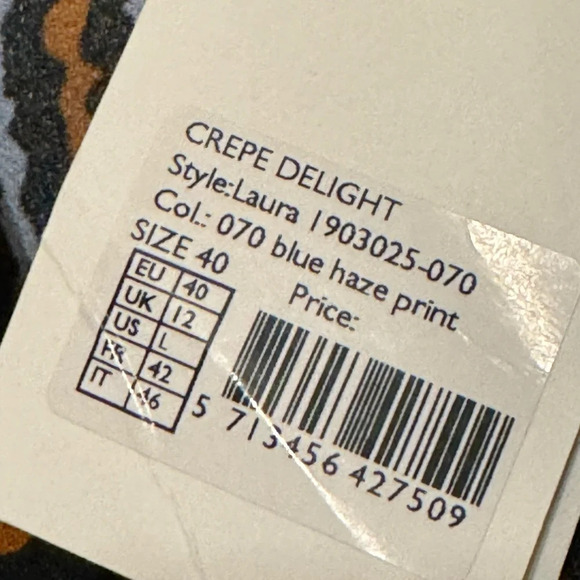 CREPE DELIGHT
Style:Laura 1903025-070
Col.: 070 blue haze print
SIZE 40
Price:
EU 40
UK 12
US L
FR 42
IT 46
5 713456 427509